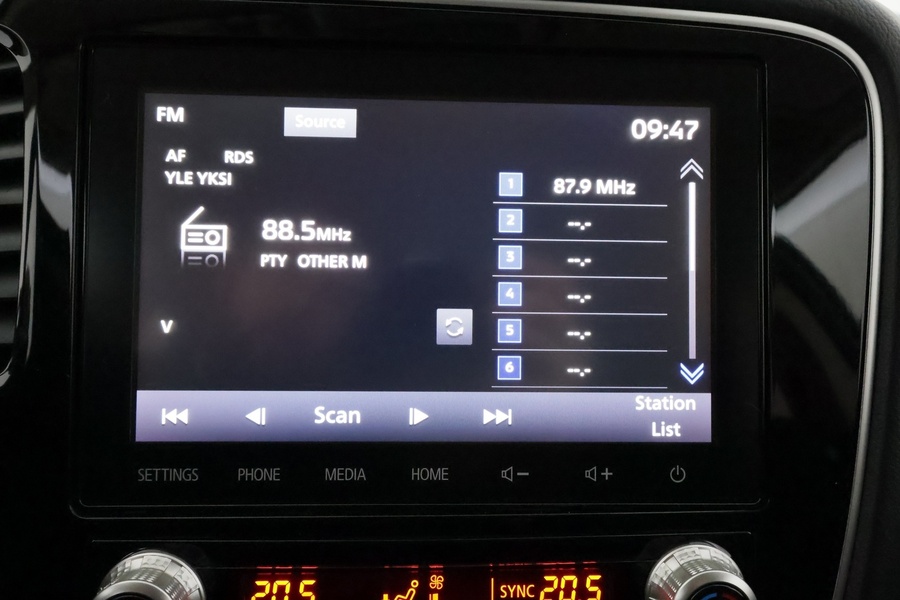 FM
Source
09:47
AF RDS
YLE YKSI
88.5MHz
PTY OTHER M
V
1 87.9 MHz
2 --.-
3 --.-
4 --.-
5 --.-
6 --.-
Scan
Station
List
SETTINGS PHONE MEDIA HOME
20.5 SYNC 20.5